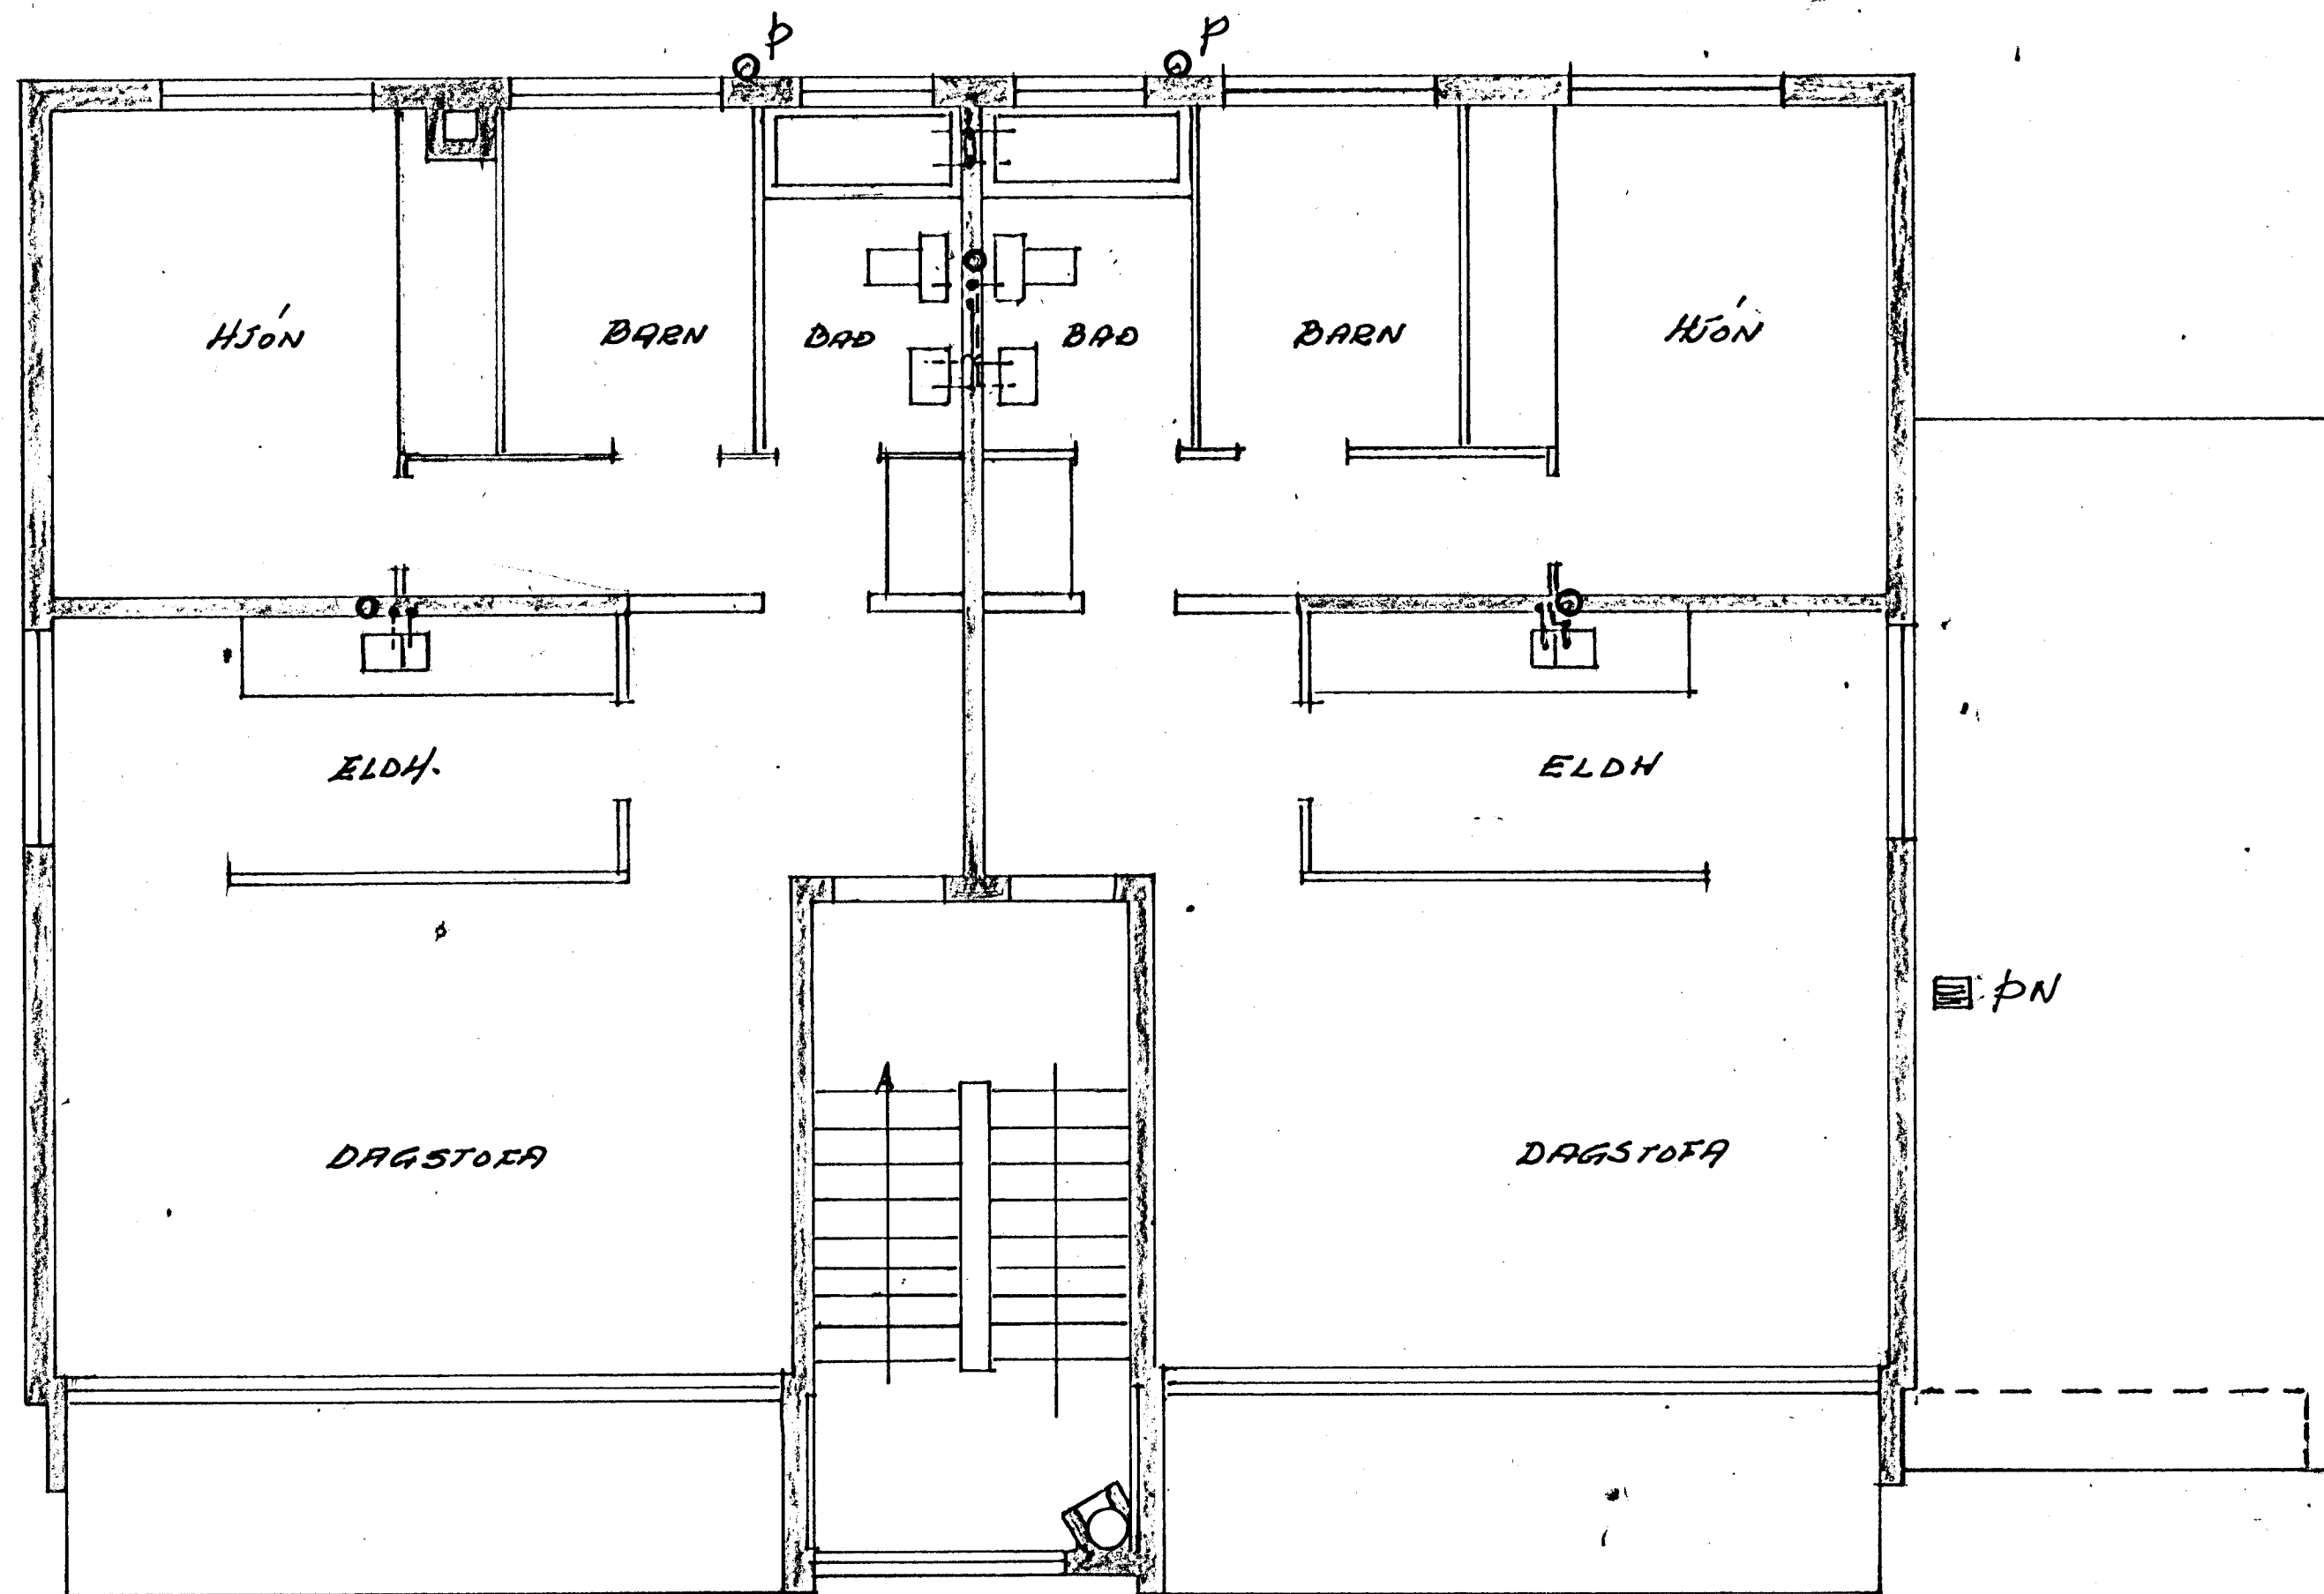 Þ
Þ
HJÓN
BARN
BAÐ
BAÐ
BARN
HJÓN
ELDH.
ELDH
ÞN
DAGSTOFA
DAGSTOFA